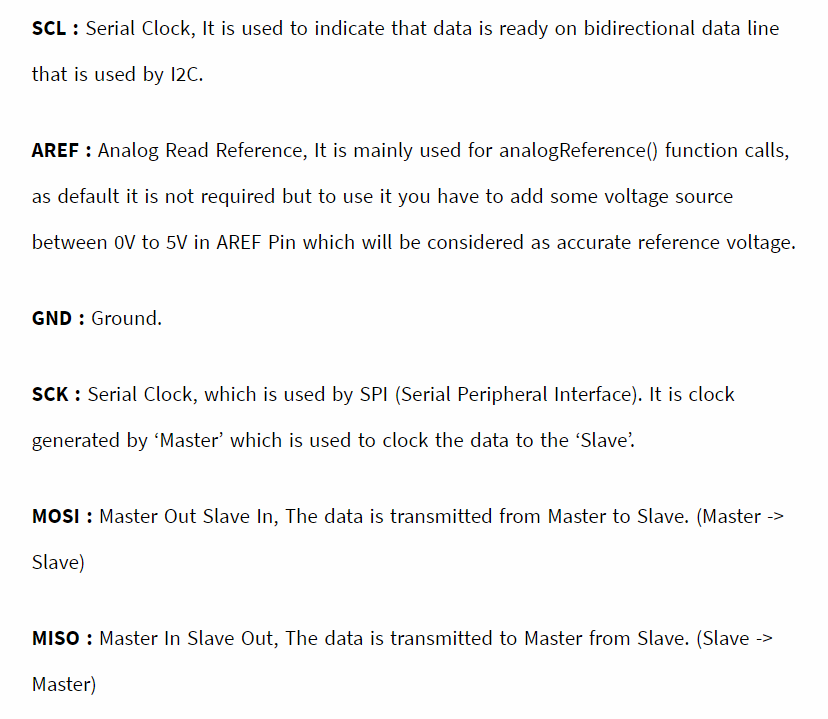 SCL : Serial Clock, It is used to indicate that data is ready on bidirectional data line
that is used by I2C.
AREF : Analog Read Reference, It is mainly used for analogReference() function calls,
as default it is not required but to use it you have to add some voltage source
between 0V to 5V in AREF Pin which will be considered as accurate reference voltage.
GND : Ground.
SCK : Serial Clock, which is used by SPI (Serial Peripheral Interface). It is clock
generated by ‘Master’ which is used to clock the data to the ‘Slave’.
MOSI : Master Out Slave In, The data is transmitted from Master to Slave. (Master ->
Slave)
MISO : Master In Slave Out, The data is transmitted to Master from Slave. (Slave ->
Master)